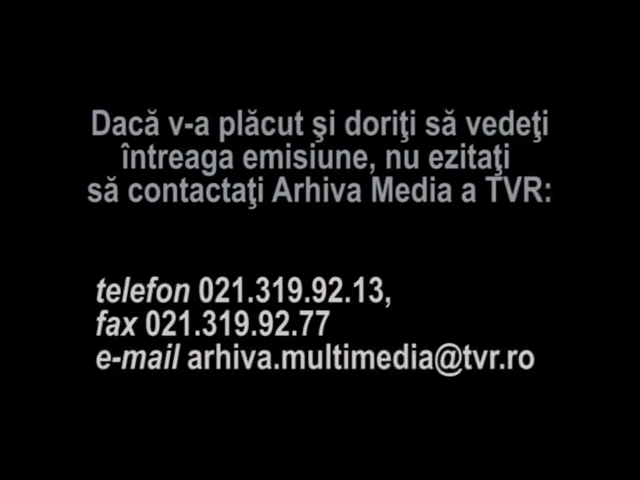 Dacă v-a plăcut şi doriţi să vedeţi
întreaga emisiune, nu ezitaţi
să contactaţi Arhiva Media a TVR:
telefon 021.319.92.13,
fax 021.319.92.77
e-mail arhiva.multimedia@tvr.ro